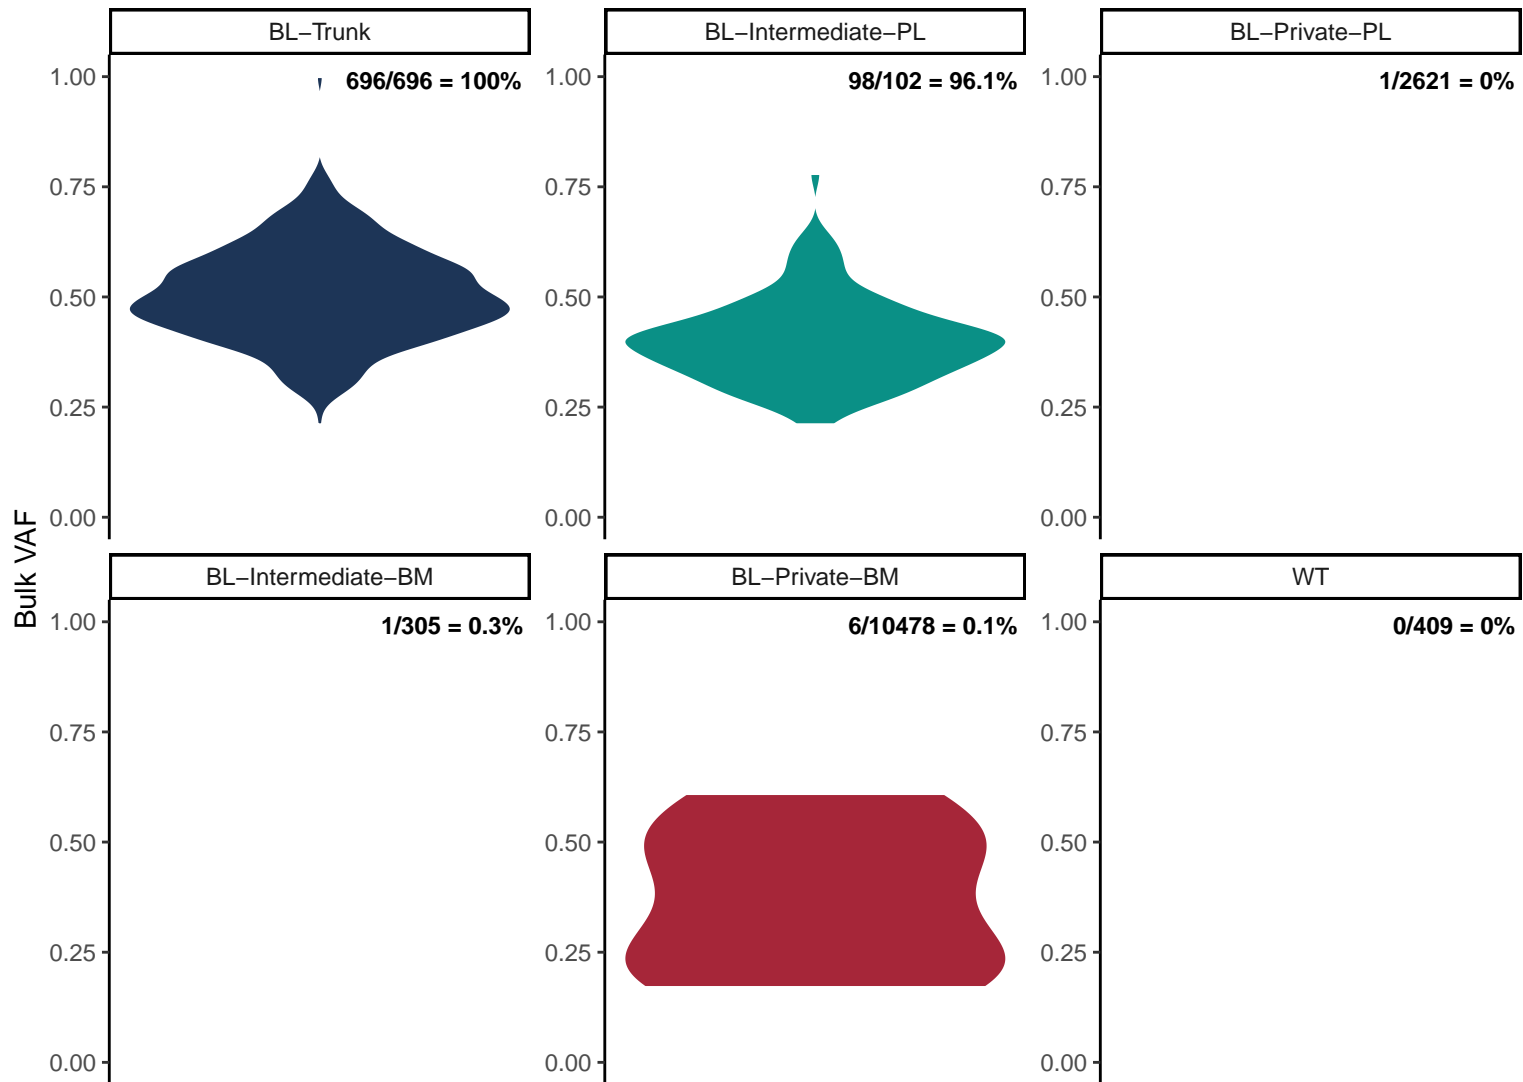 BL−Trunk
BL−Intermediate−PL
BL−Private−PL
1.00
696/696 = 100%
1.00
98/102 = 96.1%
1.00
1/2621 = 0%
0.75
0.75
0.75
0.50
0.50
0.50
0.25
0.25
0.25
0.00
0.00
0.00
Bulk VAF
BL−Intermediate−BM
BL−Private−BM
WT
1.00
1/305 = 0.3%
1.00
6/10478 = 0.1%
1.00
0/409 = 0%
0.75
0.75
0.75
0.50
0.50
0.50
0.25
0.25
0.25
0.00
0.00
0.00